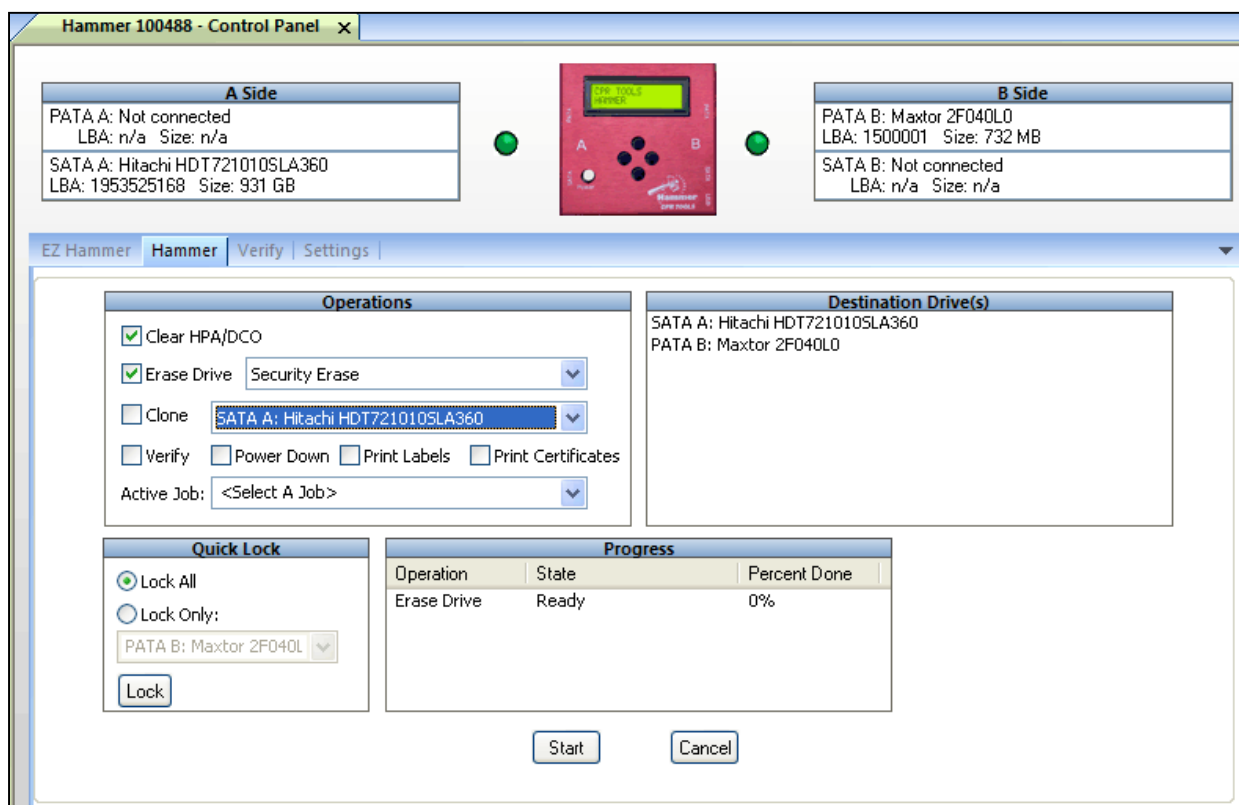 Hammer 100488 - Control Panel x
A Side
PATA A: Not connected
LBA: n/a Size: n/a
SATA A: Hitachi HDT721010SLA360
LBA: 1953525168 Size: 931 GB
CPR TOOLS
HAMMER
A
B
Hammer
CPR TOOLS
B Side
PATA B: Maxtor 2F040L0
LBA: 1500001 Size: 732 MB
SATA B: Not connected
LBA: n/a Size: n/a
EZ Hammer Hammer Verify Settings
Operations
Clear HPA/DCO
Erase Drive Security Erase
Clone SATA A: Hitachi HDT721010SLA360
Verify Power Down Print Labels Print Certificates
Active Job: <Select A Job>
Destination Drive(s)
SATA A: Hitachi HDT721010SLA360
PATA B: Maxtor 2F040L0
Quick Lock
Lock All
Lock Only:
PATA B: Maxtor 2F040L
Lock
Progress
Operation State Percent Done
Erase Drive Ready 0%
Start Cancel